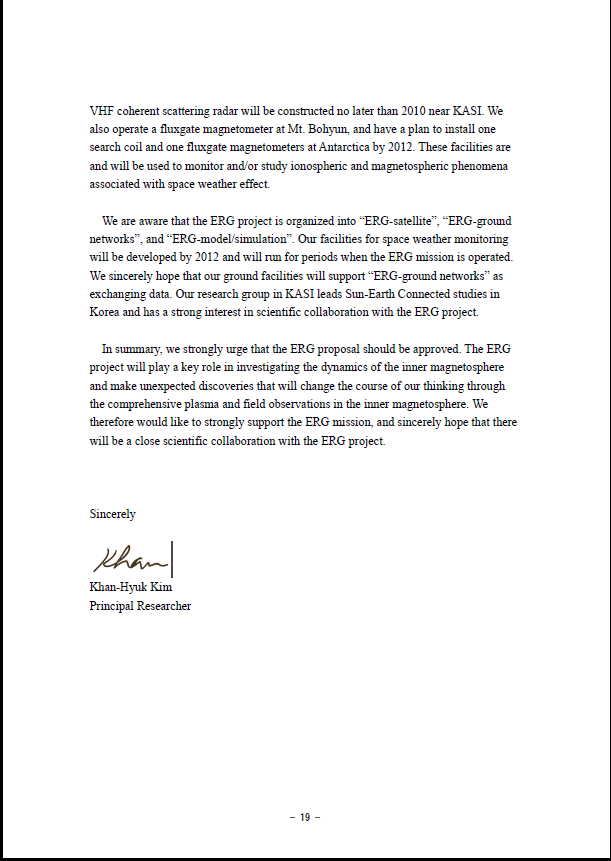 VHF coherent scattering radar will be constructed no later than 2010 near KASI. We
also operate a fluxgate magnetometer at Mt. Bohyun, and have a plan to install one
search coil and one fluxgate magnetometers at Antarctica by 2012. These facilities are
and will be used to monitor and/or study ionospheric and magnetospheric phenomena
associated with space weather effect.
We are aware that the ERG project is organized into “ERG-satellite”, “ERG-ground
networks”, and “ERG-model/simulation”. Our facilities for space weather monitoring
will be developed by 2012 and will run for periods when the ERG mission is operated.
We sincerely hope that our ground facilities will support “ERG-ground networks” as
exchanging data. Our research group in KASI leads Sun-Earth Connected studies in
Korea and has a strong interest in scientific collaboration with the ERG project.
In summary, we strongly urge that the ERG proposal should be approved. The ERG
project will play a key role in investigating the dynamics of the inner magnetosphere
and make unexpected discoveries that will change the course of our thinking through
the comprehensive plasma and field observations in the inner magnetosphere. We
therefore would like to strongly support the ERG mission, and sincerely hope that there
will be a close scientific collaboration with the ERG project.
Sincerely
Khan
Khan-Hyuk Kim
Principal Researcher
− 19 −